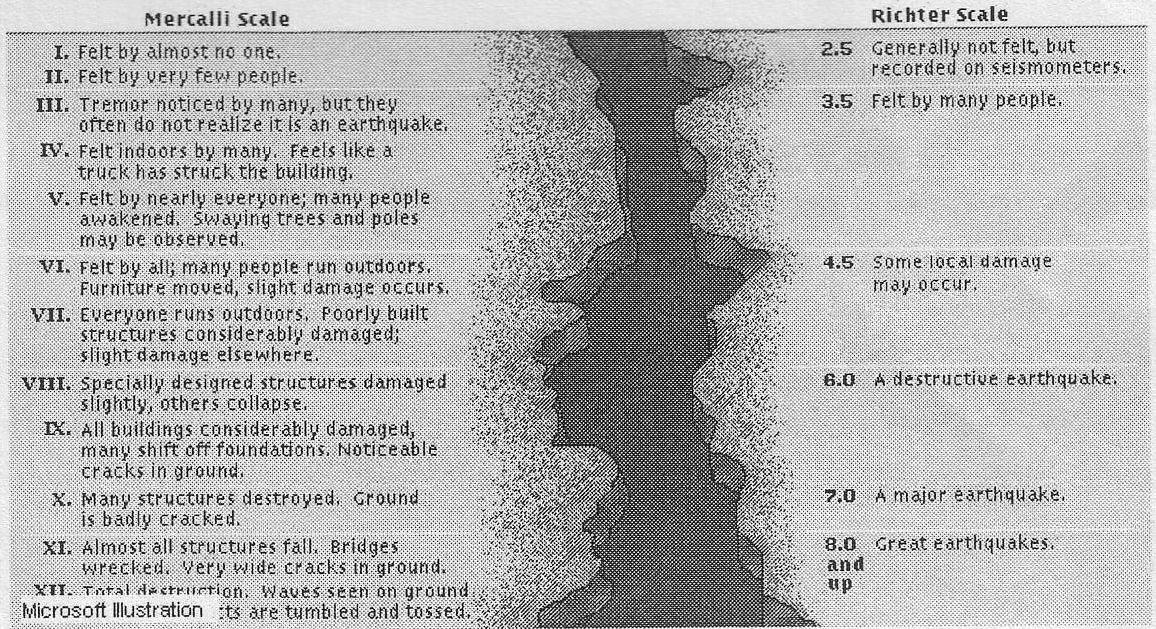 Mercalli Scale
I. Felt by almost no one.
II. Felt by very few people.
III. Tremor noticed by many, but they
often do not realize it is an earthquake.
IV. Felt indoors by many. Feels like a
truck has struck the building.
V. Felt by nearly everyone; many people
awakened. Swaying trees and poles
may be observed.
VI. Felt by all; many people run outdoors.
Furniture moved, slight damage occurs.
VII. Everyone runs outdoors. Poorly built
structures considerably damaged;
slight damage elsewhere.
VIII. Specially designed structures damaged
slightly, others collapse.
IX. All buildings considerably damaged,
many shift off foundations. Noticeable
cracks in ground.
X. Many structures destroyed. Ground
is badly cracked.
XI. Almost all structures fall. Bridges
wrecked. Very wide cracks in ground.
XII. Total destruction. Waves seen on ground
are tumbled and tossed.
Microsoft Illustration
Richter Scale
2.5 Generally not felt, but
recorded on seismometers.
3.5 Felt by many people.
4.5 Some local damage
may occur.
6.0 A destructive earthquake.
7.0 A major earthquake.
8.0 Great earthquakes.
and
up